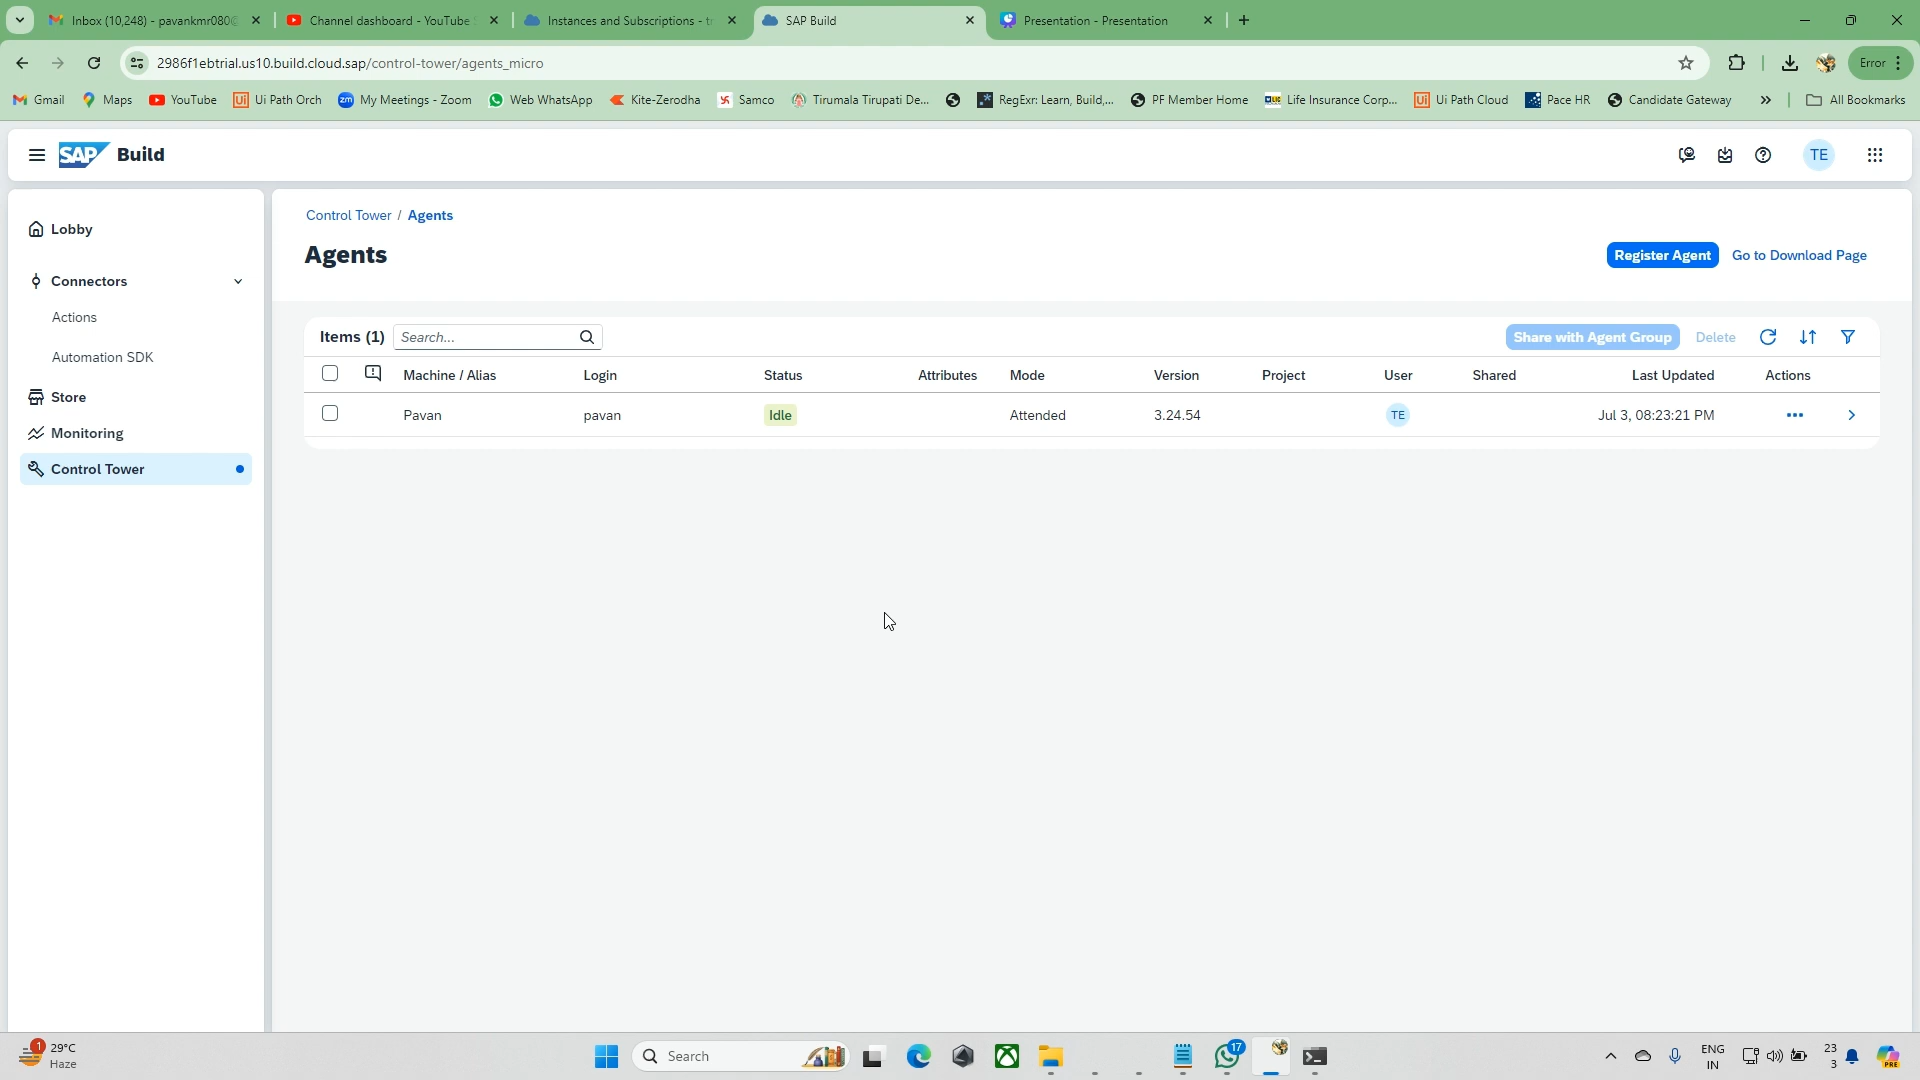 Inbox (10,248) - pavankmr080@
Channel dashboard - YouTube S
Instances and Subscriptions - tr
SAP Build
Presentation - Presentation
2986f1ebtrial.us10.build.cloud.sap/control-tower/agents_micro
Error
Gmail
Maps
YouTube
Ui Path Orch
My Meetings - Zoom
Web WhatsApp
Kite-Zerodha
Samco
Tirumala Tirupati De...
RegExr: Learn, Build,...
PF Member Home
Life Insurance Corp...
Ui Path Cloud
Pace HR
Candidate Gateway
All Bookmarks
SAP Build
TE
Lobby
Connectors
Actions
Automation SDK
Store
Monitoring
Control Tower
Control Tower / Agents
Agents
Register Agent
Go to Download Page
Items (1)
Search...
Share with Agent Group
Delete
Machine / Alias
Login
Status
Attributes
Mode
Version
Project
User
Shared
Last Updated
Actions
Pavan
pavan
Idle
Attended
3.24.54
TE
Jul 3, 08:23:21 PM
1
29°C
Haze
Search
17
ENG
IN
23
3
PRE